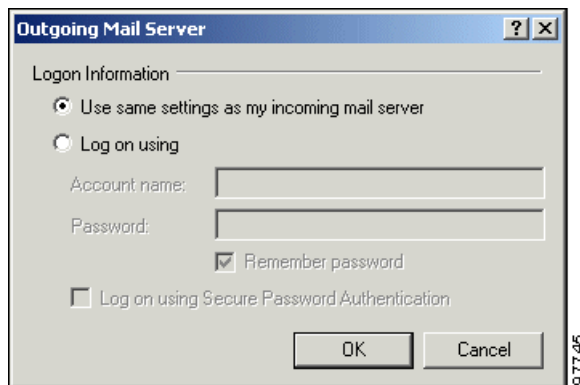 Outgoing Mail Server
Logon Information
Use same settings as my incoming mail server
Log on using
Account name:
Password:
Remember password
Log on using Secure Password Authentication
OK Cancel
97745